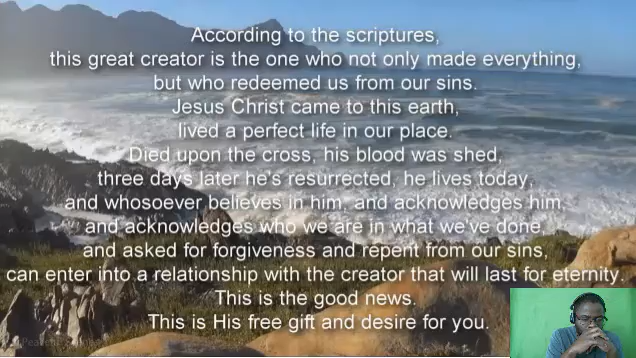 According to the scriptures,
this great creator is the one who not only made everything,
but who redeemed us from our sins.
Jesus Christ came to this earth,
lived a perfect life in our place.
Died upon the cross, his blood was shed,
three days later he's resurrected, he lives today,
and whosoever believes in him, and acknowledges him,
and acknowledges who we are in what we've done,
and asked for forgiveness and repent from our sins,
can enter into a relationship with the creator that will last for eternity.
This is the good news.
This is His free gift and desire for you.